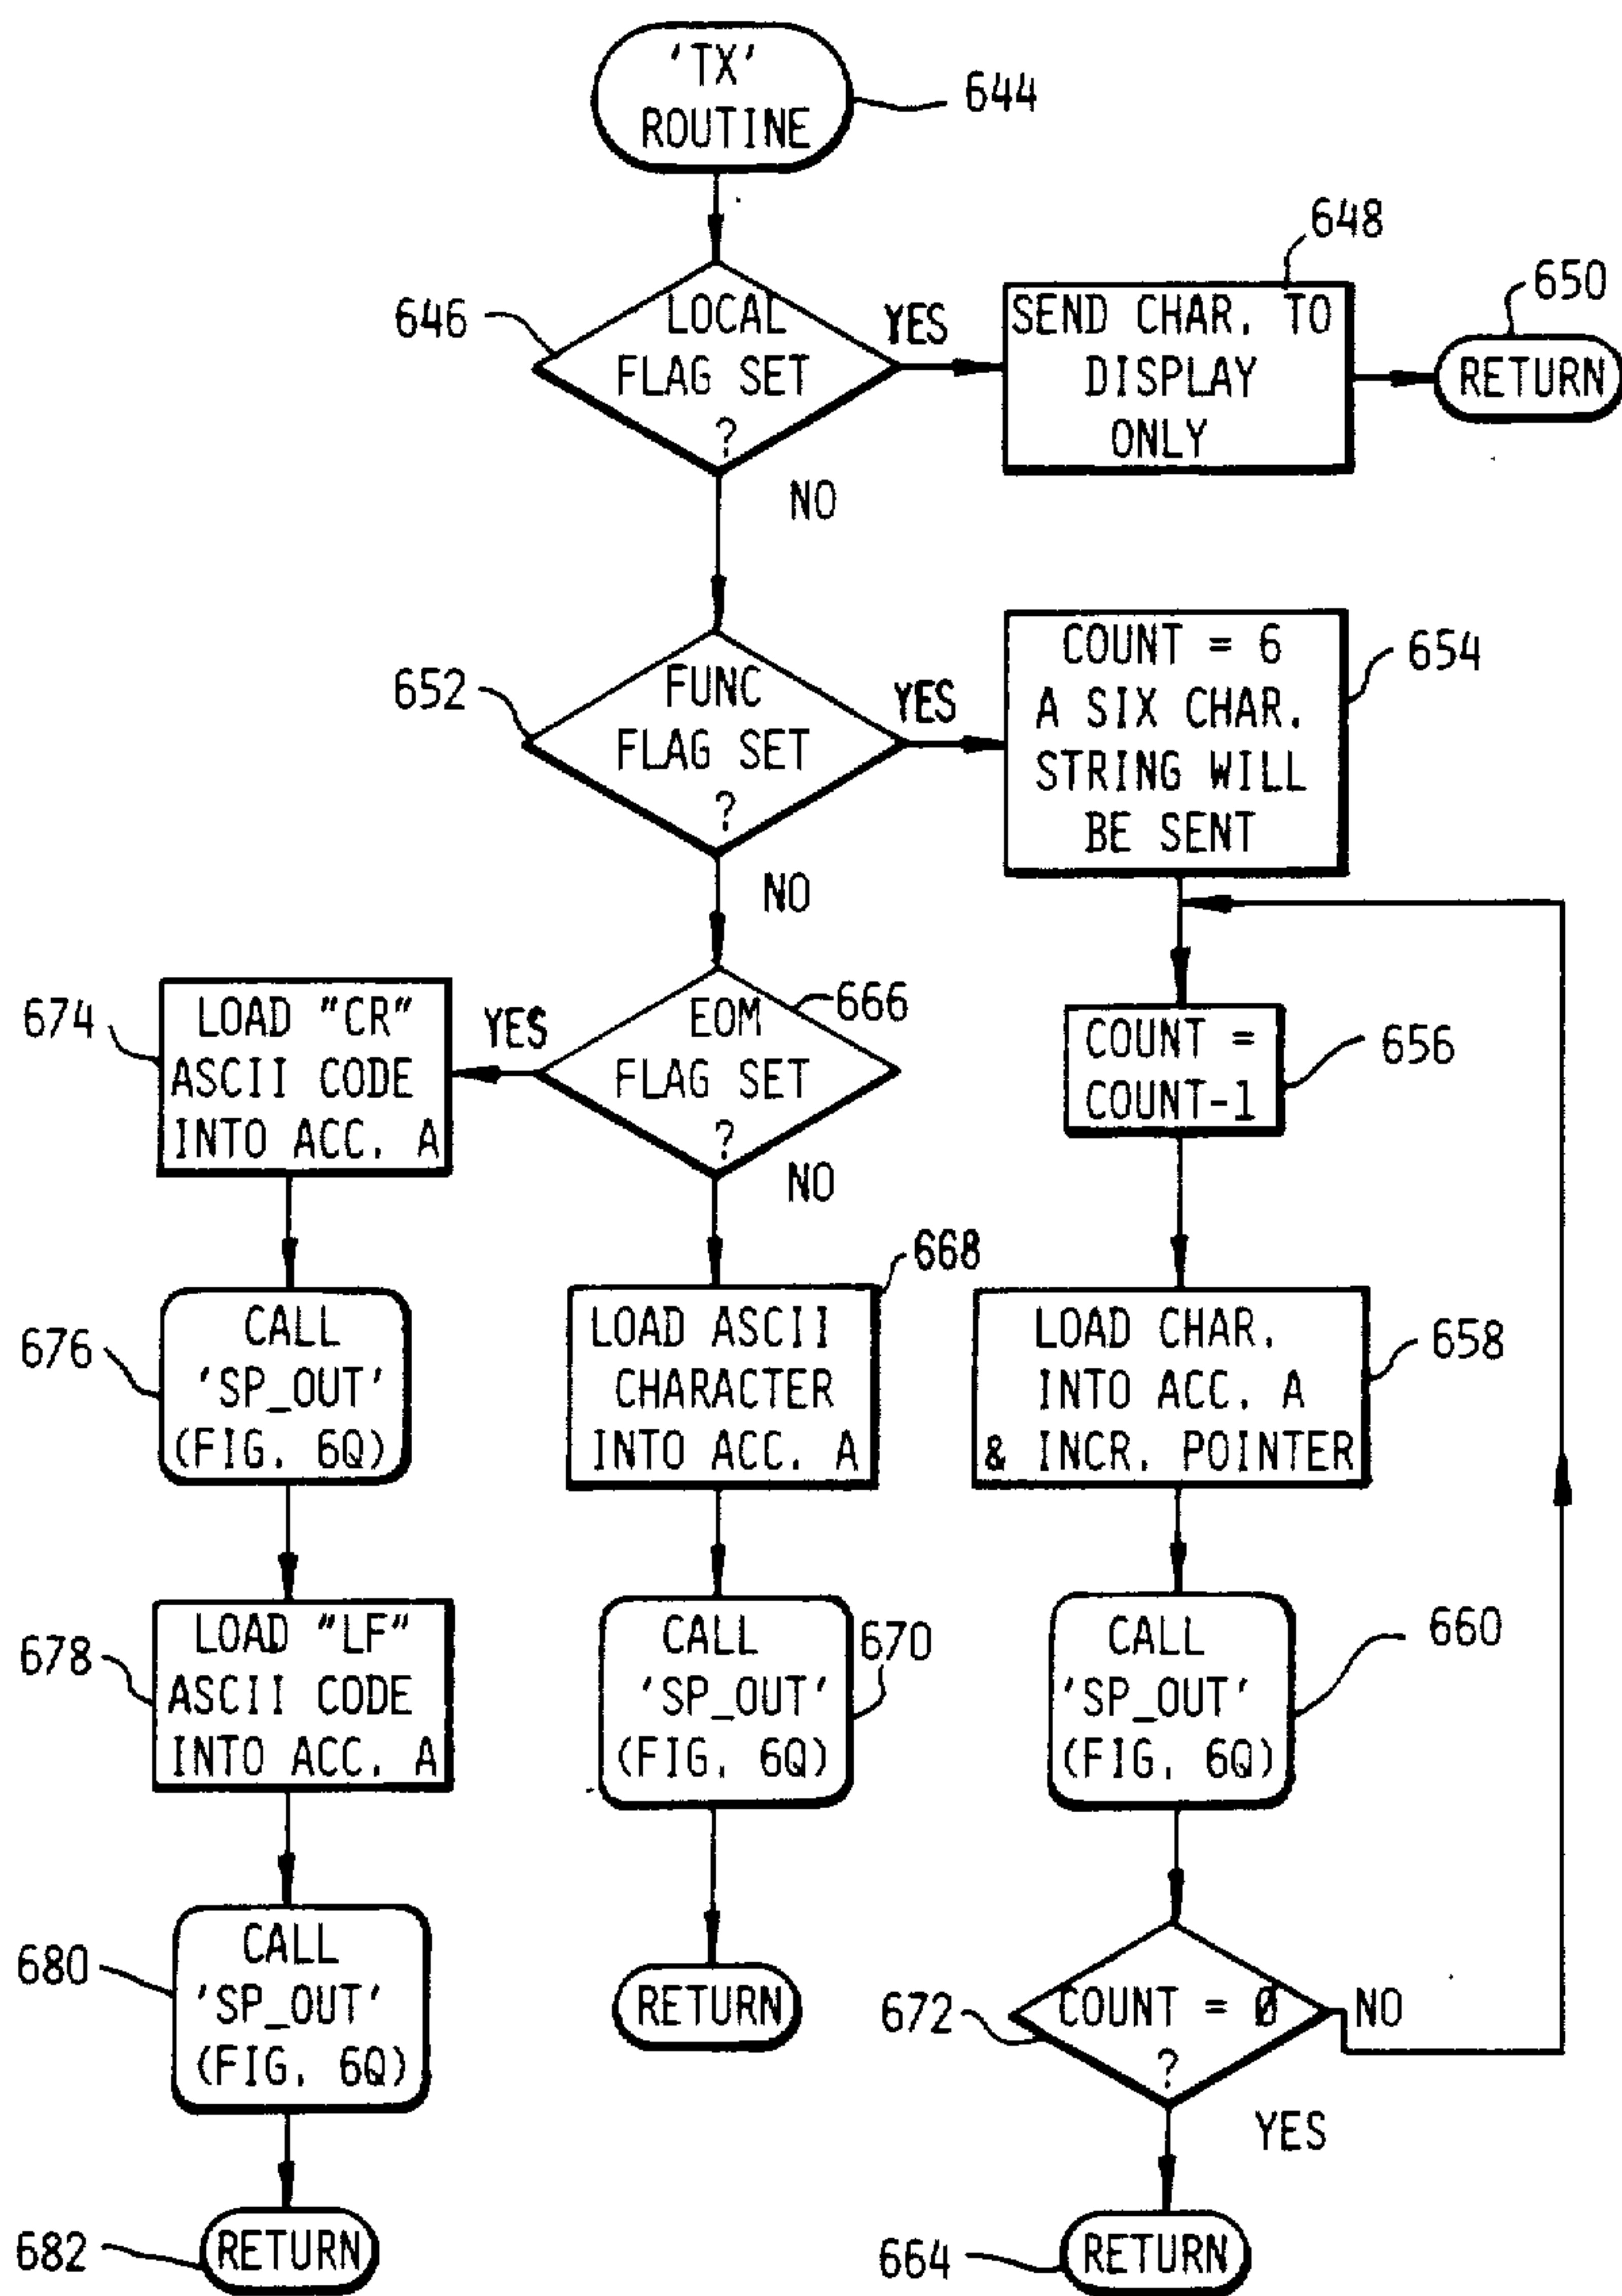 'TX'
ROUTINE
644
646
LOCAL
FLAG SET
?
YES
NO
648
SEND CHAR. TO
DISPLAY
ONLY
650
RETURN
652
FUNC
FLAG SET
?
YES
NO
COUNT = 6
A SIX CHAR.
STRING WILL
BE SENT
654
666
EOM
FLAG SET
?
YES
NO
674
LOAD "CR"
ASCII CODE
INTO ACC. A
676
CALL
'SP_OUT'
(FIG. 6Q)
678
LOAD "LF"
ASCII CODE
INTO ACC. A
680
CALL
'SP_OUT'
(FIG. 6Q)
682
RETURN
668
LOAD ASCII
CHARACTER
INTO ACC. A
CALL
'SP_OUT'
(FIG. 6Q)
670
RETURN
COUNT =
COUNT-1
656
LOAD CHAR.
INTO ACC. A
& INCR. POINTER
658
CALL
'SP_OUT'
(FIG. 6Q)
660
672
COUNT = 0
?
NO
YES
664
RETURN